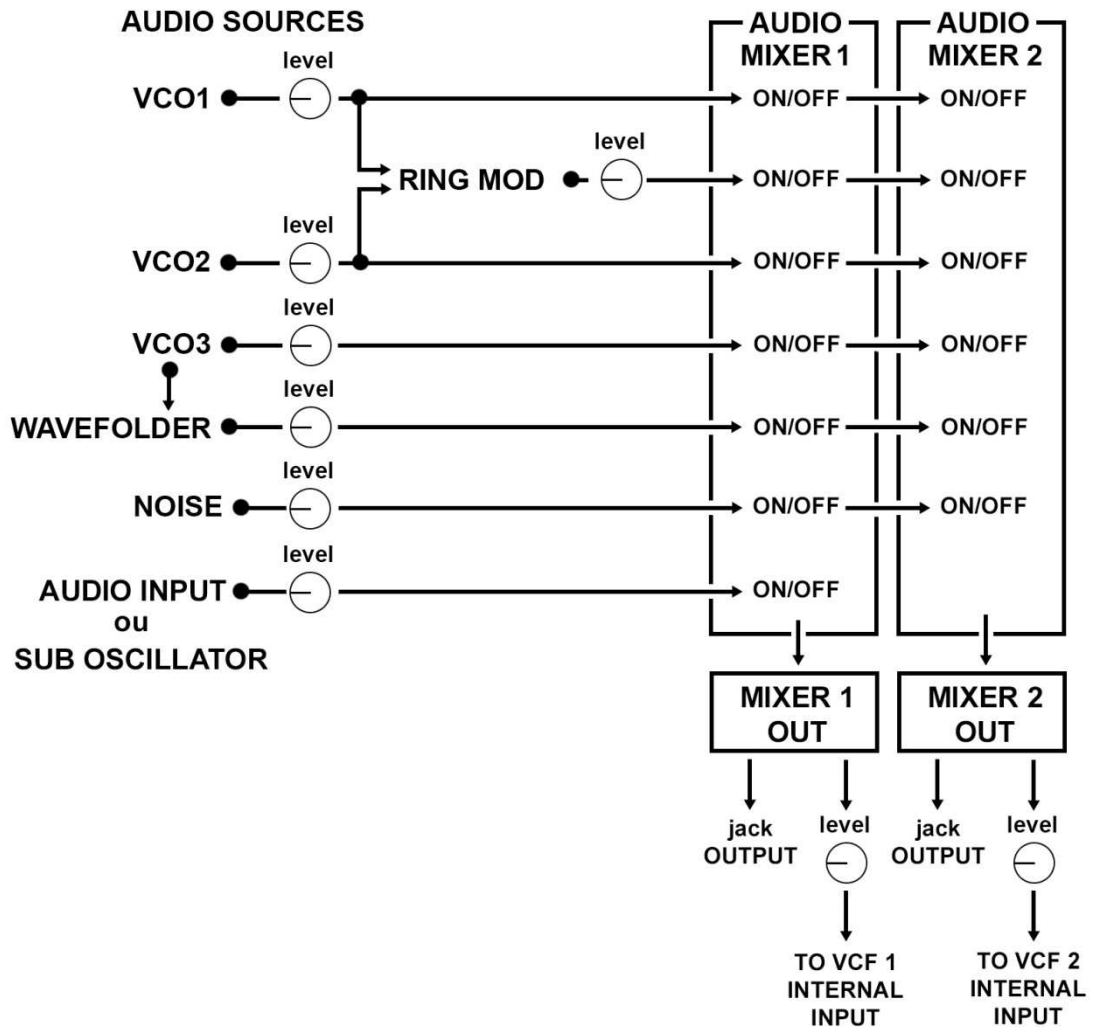 AUDIO SOURCES
AUDIO
MIXER 1
AUDIO
MIXER 2
level
VCO1
ON/OFF
ON/OFF
level
RING MOD
ON/OFF
ON/OFF
level
VCO2
ON/OFF
ON/OFF
level
VCO3
ON/OFF
ON/OFF
level
WAVEFOLDER
ON/OFF
ON/OFF
level
NOISE
ON/OFF
ON/OFF
level
AUDIO INPUT
ou
SUB OSCILLATOR
ON/OFF
MIXER 1
OUT
MIXER 2
OUT
jack
OUTPUT
level
jack
OUTPUT
level
TO VCF 1
INTERNAL
INPUT
TO VCF 2
INTERNAL
INPUT